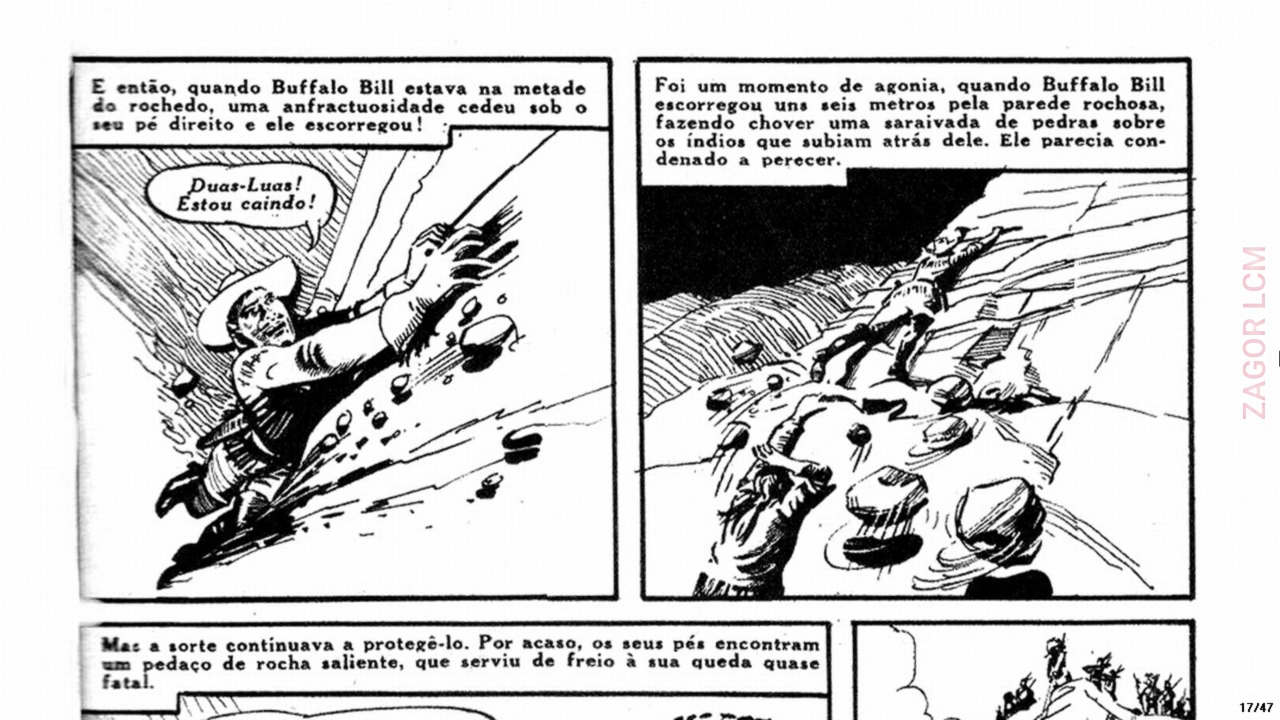 E então, quando Buffalo Bill estava na metade
do rochedo, uma anfractuosidade cedeu sob o
seu pé direito e ele escorregou!
Duas-Luas!
Estou caindo!
Foi um momento de agonia, quando Buffalo Bill
escorregou uns seis metros pela parede rochosa,
fazendo chover uma saraivada de pedras sobre
os índios que subiam atrás dele. Ele parecia con-
denado a perecer.
Mas a sorte continuava a protegê-lo. Por acaso, os seus pés encontram
um pedaço de rocha saliente, que serviu de freio à sua queda quase
fatal.
ZAGOR LCM
17/47